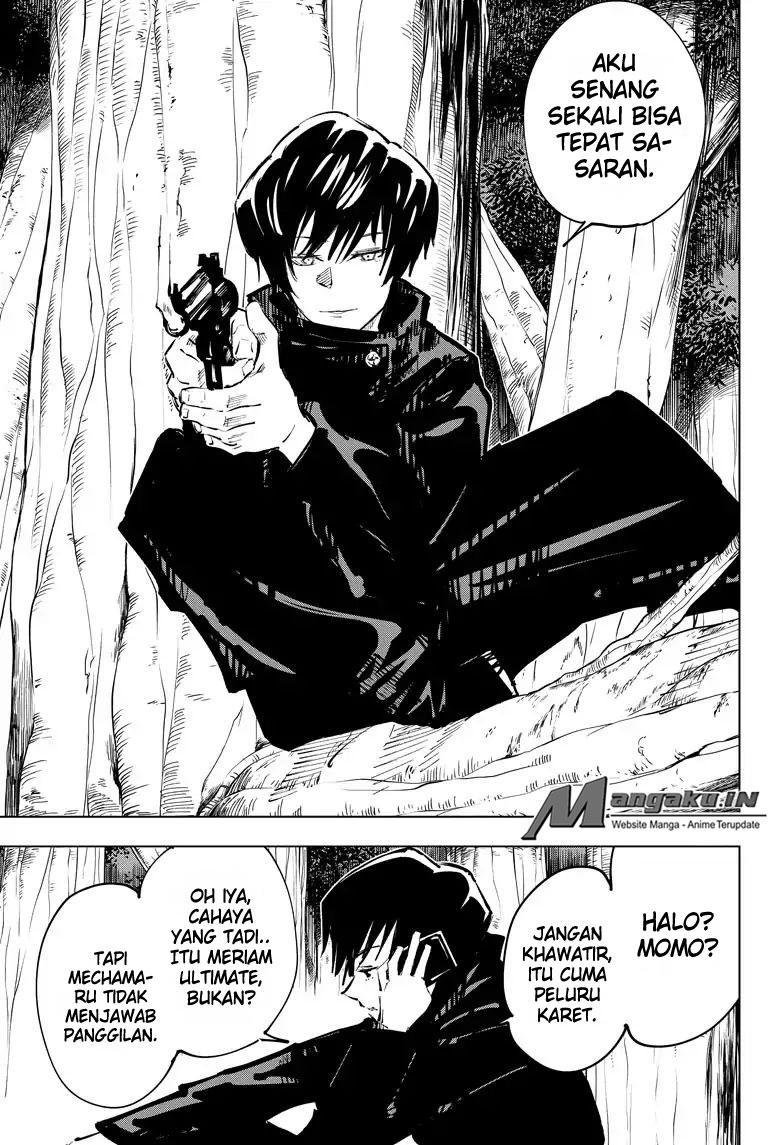 AKU
SENANG
SEKALI BISA
TEPAT SA-
SARAN.
Mangaku.IN
Website Manga - Anime Terupdate
HALO?
MOMO?
JANGAN
KHAWATIR,
ITU CUMA
PELURU
KARET.
OH IYA,
CAHAYA
YANG TADI..
ITU MERIAM
ULTIMATE,
BUKAN?
TAPI
MECHAMA-
RU TIDAK
MENJAWAB
PANGGILAN.